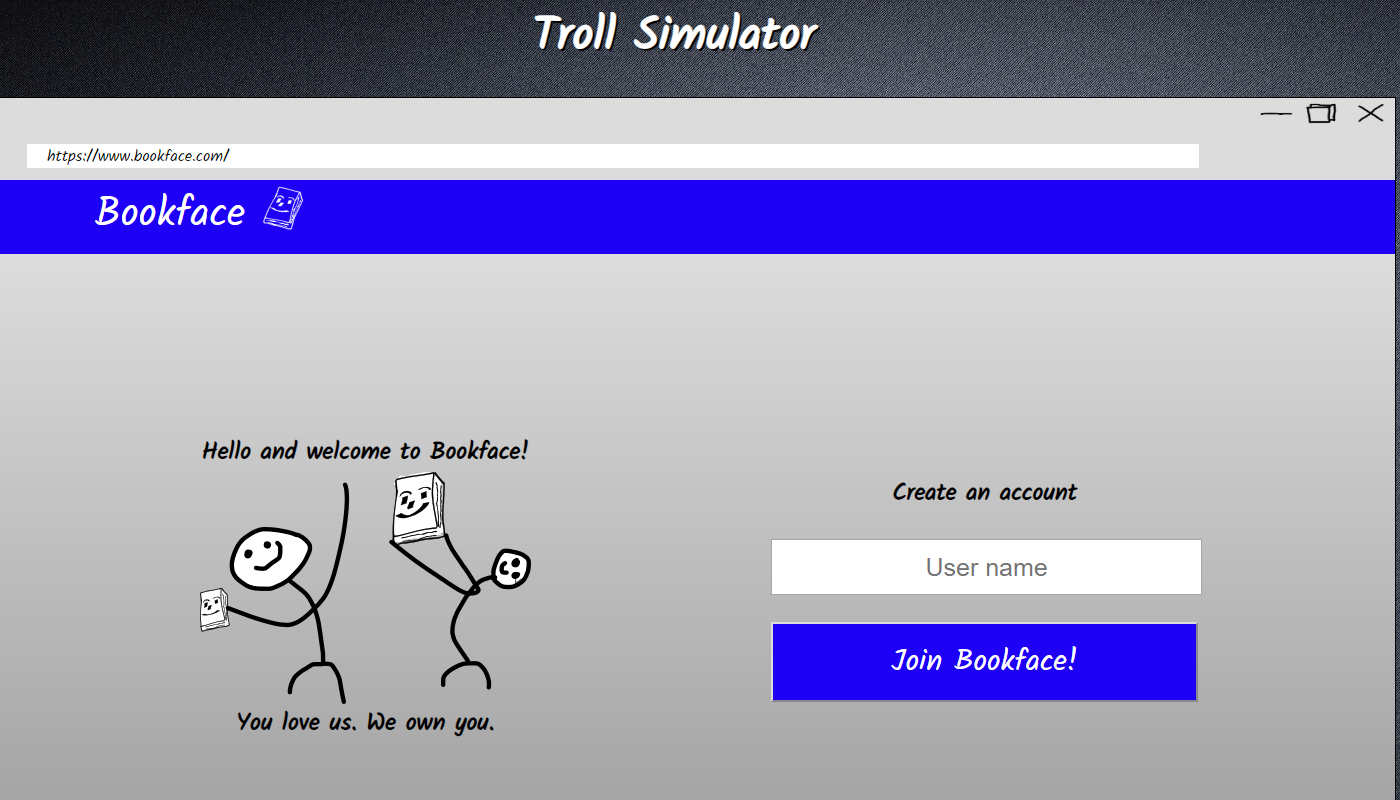 Troll Simulator
https://www.bookface.com/
Bookface
Hello and welcome to Bookface!
You love us. We own you.
Create an account
User name
Join Bookface!